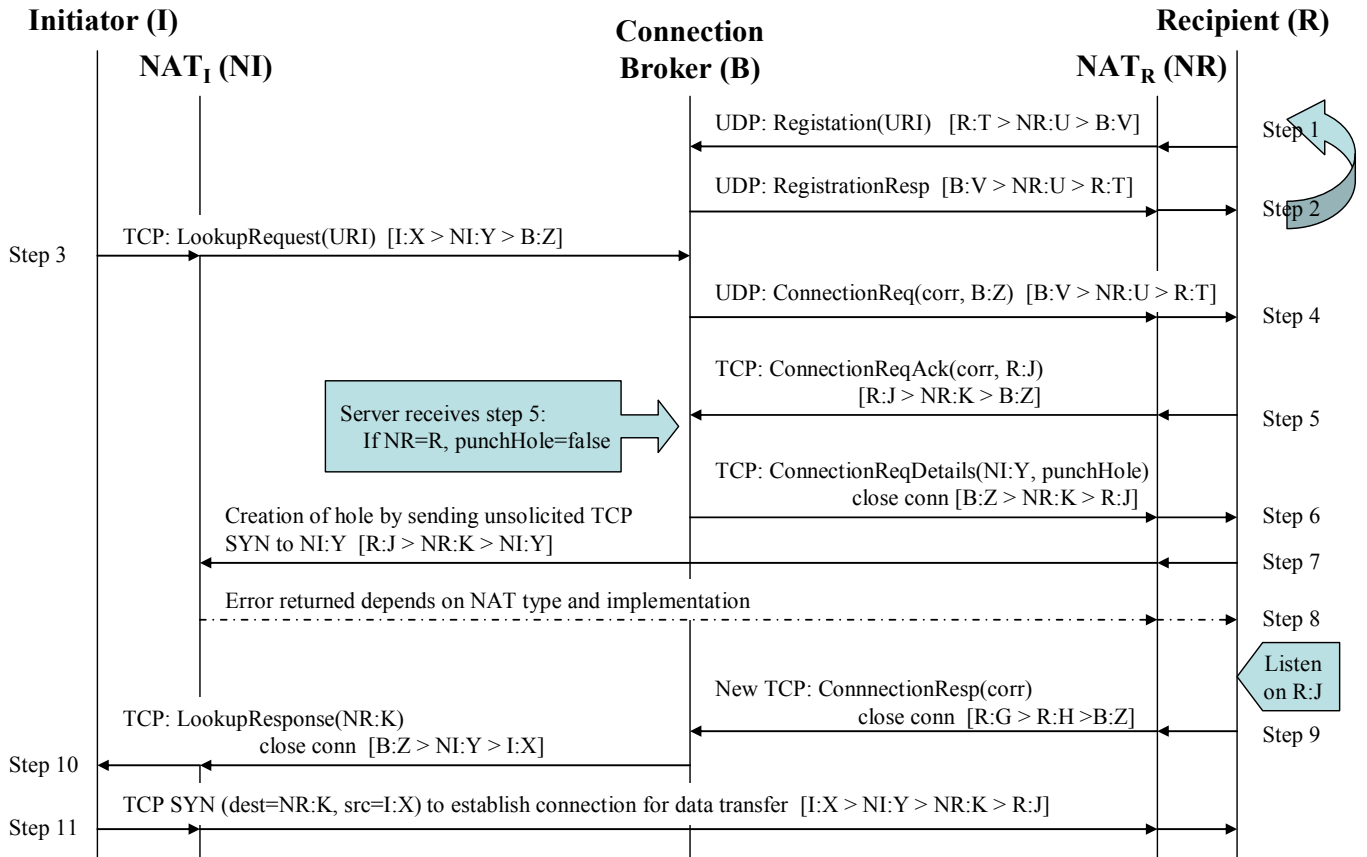 Initiator (I)
Recipient (R)
Connection
Broker (B)
NATI (NI)
NATR (NR)
UDP: Registation(URI) [R:T > NR:U > B:V]
Step 1
UDP: RegistrationResp [B:V > NR:U > R:T]
Step 2
TCP: LookupRequest(URI) [I:X > NI:Y > B:Z]
Step 3
UDP: ConnectionReq(corr, B:Z) [B:V > NR:U > R:T]
Step 4
TCP: ConnectionReqAck(corr, R:J)
[R:J > NR:K > B:Z]
Step 5
Server receives step 5:
If NR=R, punchHole=false
TCP: ConnectionReqDetails(NI:Y, punchHole)
close conn [B:Z > NR:K > R:J]
Step 6
Creation of hole by sending unsolicited TCP
SYN to NI:Y [R:J > NR:K > NI:Y]
Step 7
Error returned depends on NAT type and implementation
Step 8
Listen
on R:J
New TCP: ConnnectionResp(corr)
close conn [R:G > R:H >B:Z]
Step 9
TCP: LookupResponse(NR:K)
close conn [B:Z > NI:Y > I:X]
Step 10
TCP SYN (dest=NR:K, src=I:X) to establish connection for data transfer [I:X > NI:Y > NR:K > R:J]
Step 11